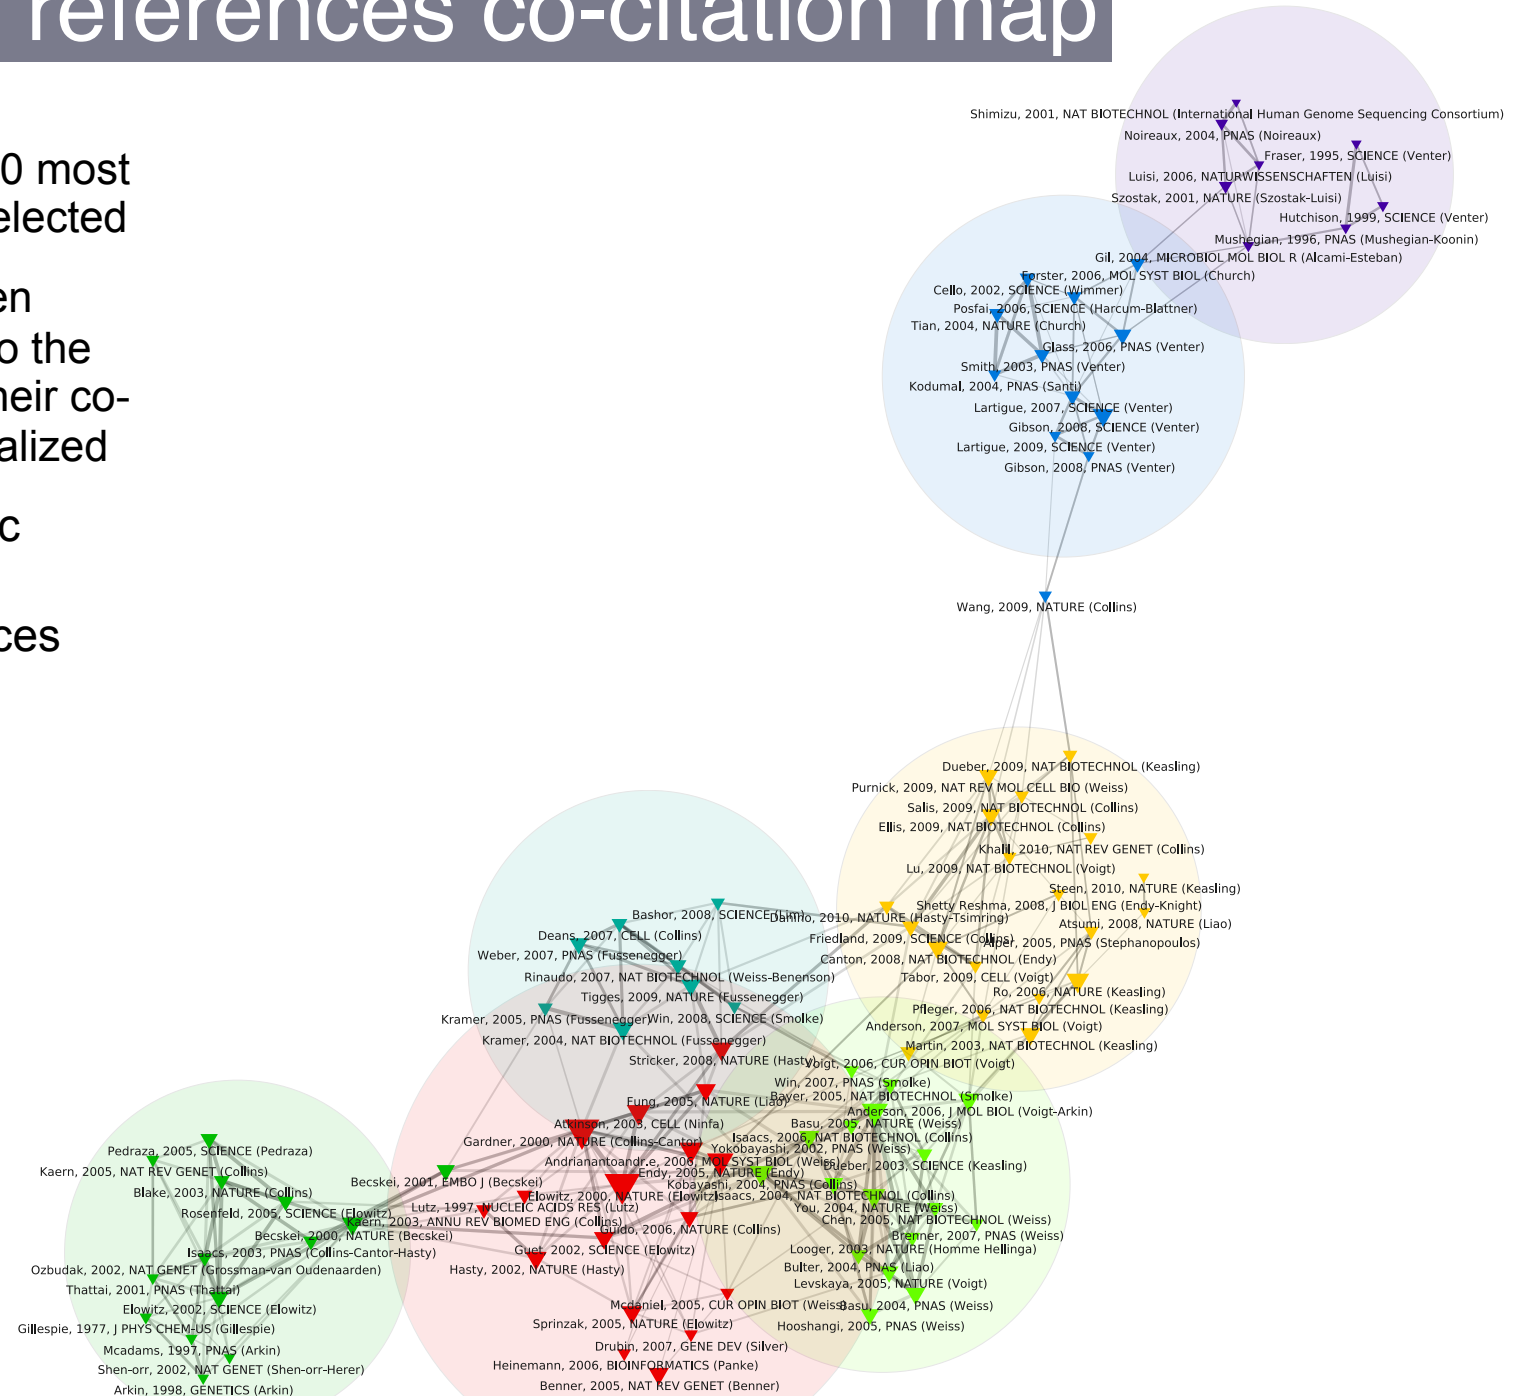 references co-citation map
0 most
elected
en
o the
heir co-
alized
c
ces
Shimizu, 2001, NAT BIOTECHNOL (International Human Genome Sequencing Consortium)
Noireaux, 2004, PNAS (Noireaux)
Fraser, 1995, SCIENCE (Venter)
Luisi, 2006, NATURWISSENSCHAFTEN (Luisi)
Szostak, 2001, NATURE (Szostak-Luisi)
Hutchison, 1999, SCIENCE (Venter)
Mushegian, 1996, PNAS (Mushegian-Koonin)
Gil, 2004, MICROBIOL MOL BIOL R (Alcami-Esteban)
Forster, 2006, MOL SYST BIOL (Church)
Cello, 2002, SCIENCE (Wimmer)
Posfai, 2006, SCIENCE (Harcum-Blattner)
Tian, 2004, NATURE (Church)
Glass, 2006, PNAS (Venter)
Smith, 2003, PNAS (Venter)
Kodumal, 2004, PNAS (Santi)
Lartigue, 2007, SCIENCE (Venter)
Gibson, 2008, SCIENCE (Venter)
Lartigue, 2009, SCIENCE (Venter)
Gibson, 2008, PNAS (Venter)
Wang, 2009, NATURE (Collins)
Dueber, 2009, NAT BIOTECHNOL (Keasling)
Purnick, 2009, NAT REV MOL CELL BIO (Weiss)
Salis, 2009, NAT BIOTECHNOL (Collins)
Ellis, 2009, NAT BIOTECHNOL (Collins)
Khalil, 2010, NAT REV GENET (Collins)
Lu, 2009, NAT BIOTECHNOL (Voigt)
Steen, 2010, NATURE (Keasling)
Shetty Reshma, 2008, J BIOL ENG (Endy-Knight)
Bashor, 2008, SCIENCE (Lim)
Danino, 2010, NATURE (Hasty-Tsimring)
Atsumi, 2008, NATURE (Liao)
Deans, 2007, CELL (Collins)
Friedland, 2009, SCIENCE (Collins)
Alper, 2005, PNAS (Stephanopoulos)
Weber, 2007, PNAS (Fussenegger)
Canton, 2008, NAT BIOTECHNOL (Endy)
Rinaudo, 2007, NAT BIOTECHNOL (Weiss-Benenson)
Tabor, 2009, CELL (Voigt)
Ro, 2006, NATURE (Keasling)
Tigges, 2009, NATURE (Fussenegger)
Pfleger, 2006, NAT BIOTECHNOL (Keasling)
Kramer, 2005, PNAS (Fussenegger)
Win, 2008, SCIENCE (Smolke)
Anderson, 2007, MOL SYST BIOL (Voigt)
Kramer, 2004, NAT BIOTECHNOL (Fussenegger)
Martin, 2003, NAT BIOTECHNOL (Keasling)
Stricker, 2008, NATURE (Hasty)
Voigt, 2006, CUR OPIN BIOT (Voigt)
Win, 2007, PNAS (Smolke)
Bayer, 2005, NAT BIOTECHNOL (Smolke)
Fung, 2005, NATURE (Liao)
Anderson, 2006, J MOL BIOL (Voigt-Arkin)
Atkinson, 2003, CELL (Ninfa)
Basu, 2005, NATURE (Weiss)
Isaacs, 2006, NAT BIOTECHNOL (Collins)
Gardner, 2000, NATURE (Collins-Cantor)
Yokobayashi, 2002, PNAS (Weiss)
Pedraza, 2005, SCIENCE (Pedraza)
Andrianantoandr.e, 2006, MOL SYST BIOL (Weiss)
Dueber, 2003, SCIENCE (Keasling)
Kaern, 2005, NAT REV GENET (Collins)
Endy, 2005, NATURE (Endy)
Becskei, 2001, EMBO J (Becskei)
Kobayashi, 2004, PNAS (Collins)
Blake, 2003, NATURE (Collins)
Elowitz, 2000, NATURE (Elowitz)
Isaacs, 2004, NAT BIOTECHNOL (Collins)
Lutz, 1997, NUCLEIC ACIDS RES (Lutz)
You, 2004, NATURE (Weiss)
Rosenfeld, 2005, SCIENCE (Elowitz)
Kaern, 2003, ANNU REV BIOMED ENG (Collins)
Chen, 2005, NAT BIOTECHNOL (Weiss)
Guido, 2006, NATURE (Collins)
Becskei, 2000, NATURE (Becskei)
Brenner, 2007, PNAS (Weiss)
Isaacs, 2003, PNAS (Collins-Cantor-Hasty)
Guet, 2002, SCIENCE (Elowitz)
Looger, 2003, NATURE (Homme Hellinga)
Ozbudak, 2002, NAT GENET (Grossman-van Oudenaarden)
Hasty, 2002, NATURE (Hasty)
Bulter, 2004, PNAS (Liao)
Thattai, 2001, PNAS (Thattai)
Levskaya, 2005, NATURE (Voigt)
Elowitz, 2002, SCIENCE (Elowitz)
Mcdaniel, 2005, CUR OPIN BIOT (Weiss)
Basu, 2004, PNAS (Weiss)
Sprinzak, 2005, NATURE (Elowitz)
Hooshangi, 2005, PNAS (Weiss)
Gillespie, 1977, J PHYS CHEM-US (Gillespie)
Drubin, 2007, GENE DEV (Silver)
Mcadams, 1997, PNAS (Arkin)
Heinemann, 2006, BIOINFORMATICS (Panke)
Shen-orr, 2002, NAT GENET (Shen-orr-Herer)
Benner, 2005, NAT REV GENET (Benner)
Arkin, 1998, GENETICS (Arkin)